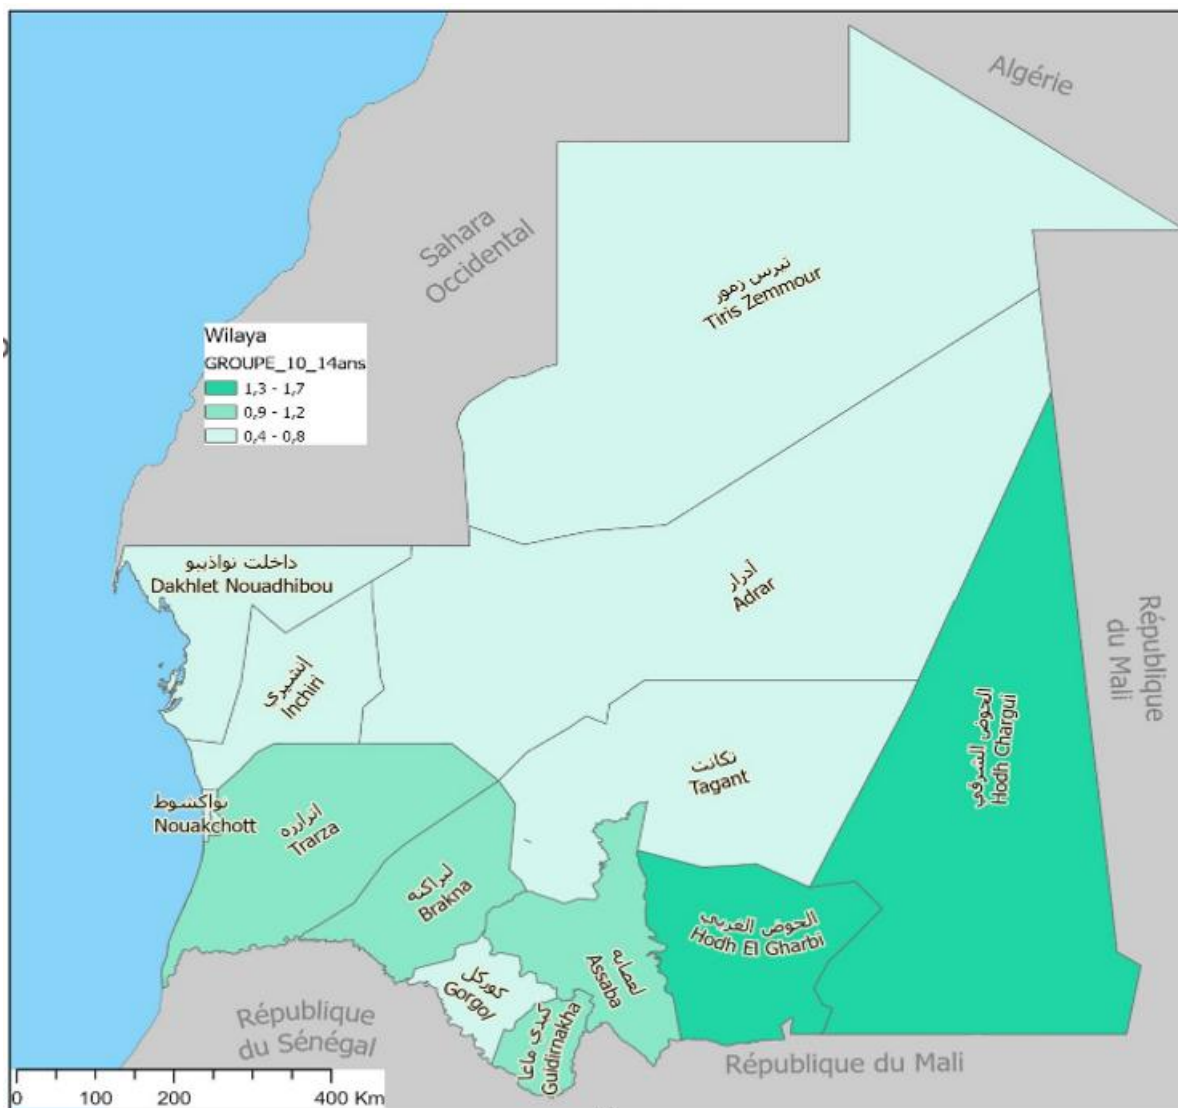 Algérie
Sahara
Occidental
تيرس زمور
Tiris Zemmour
Wilaya
GROUPE_10_14ans
1,3 - 1,7
0,9 - 1,2
0,4 - 0,8
داخلت نواذيبو
Dakhlet Nouadhibou
آدرار
Adrar
République
du Mali
إنشيري
Inchiri
الحوض الشرقي
Hodh Chargui
تكانت
Tagant
نواكشوط
Nouakchott
اترارزه
Trarza
لبراكنه
Brakna
الحوض الغربي
Hodh El Gharbi
لعصابه
Assaba
كوركل
Gorgol
كيدي ماغا
Guidimakha
République
du Sénégal
République du Mali
0 100 200 400 Km